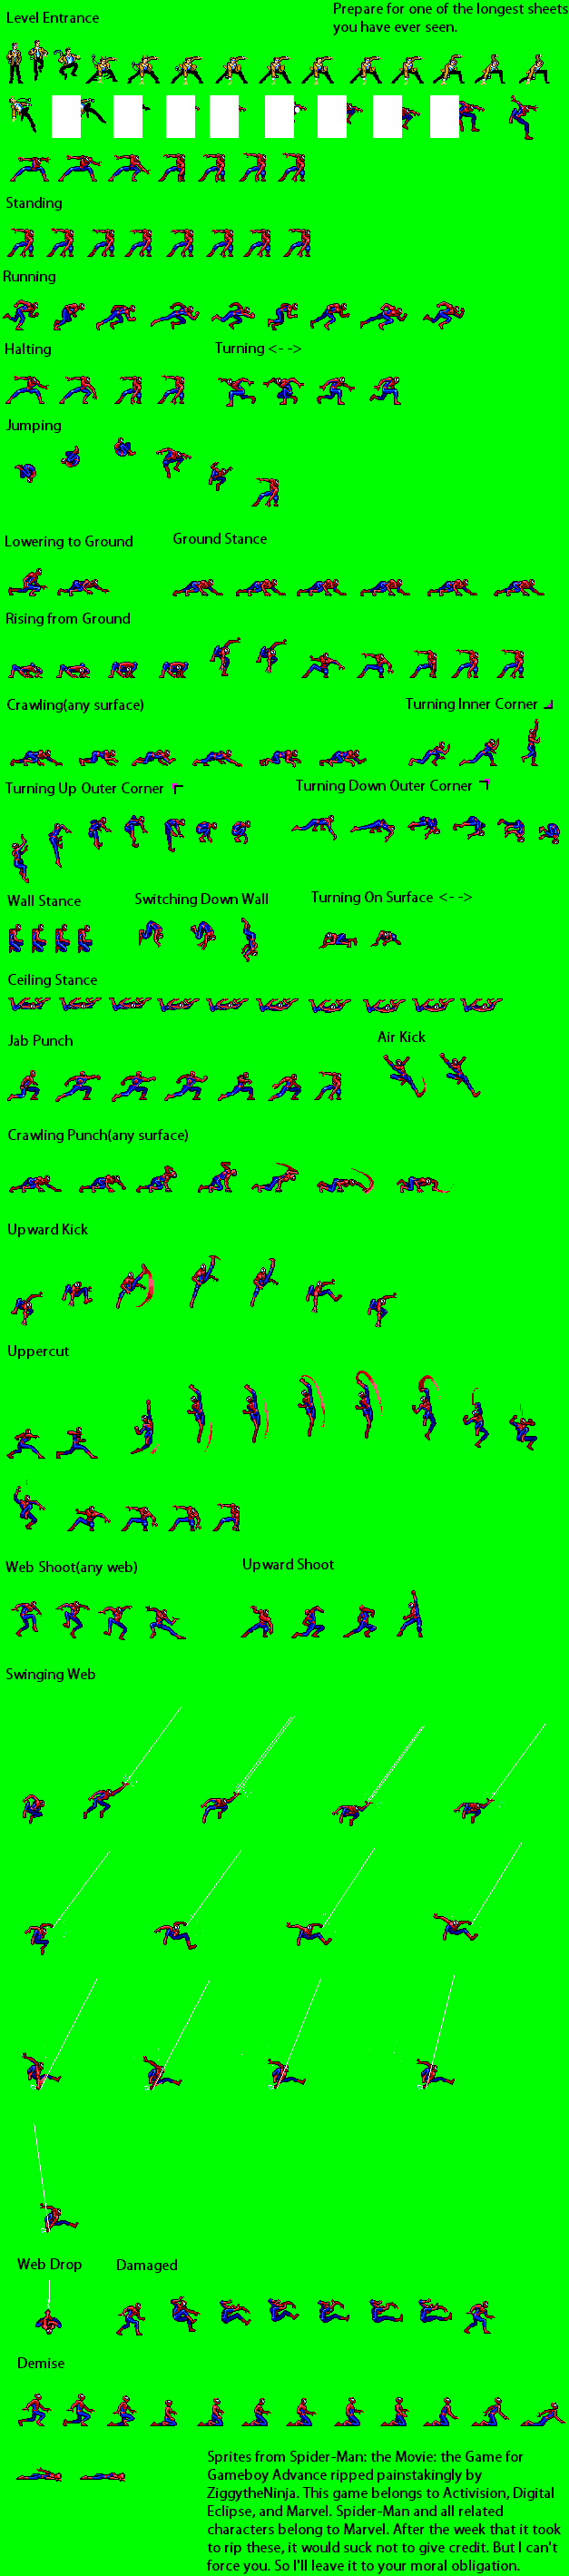 Prepare for one of the longest sheets
you have ever seen.
Level Entrance
Standing
Running
Halting
Turning <- ->
Jumping
Lowering to Ground
Ground Stance
Rising from Ground
Crawling(any surface)
Turning Inner Corner
Turning Up Outer Corner
Turning Down Outer Corner
Wall Stance
Switching Down Wall
Turning On Surface <- ->
Ceiling Stance
Jab Punch
Air Kick
Crawling Punch(any surface)
Upward Kick
Uppercut
Web Shoot(any web)
Upward Shoot
Swinging Web
Web Drop
Damaged
Demise
Sprites from Spider-Man: the Movie: the Game for
Gameboy Advance ripped painstakingly by
ZiggytheNinja. This game belongs to Activision, Digital
Eclipse, and Marvel. Spider-Man and all related
characters belong to Marvel. After the week that it took
to rip these, it would suck not to give credit. But I can't
force you. So I'll leave it to your moral obligation.